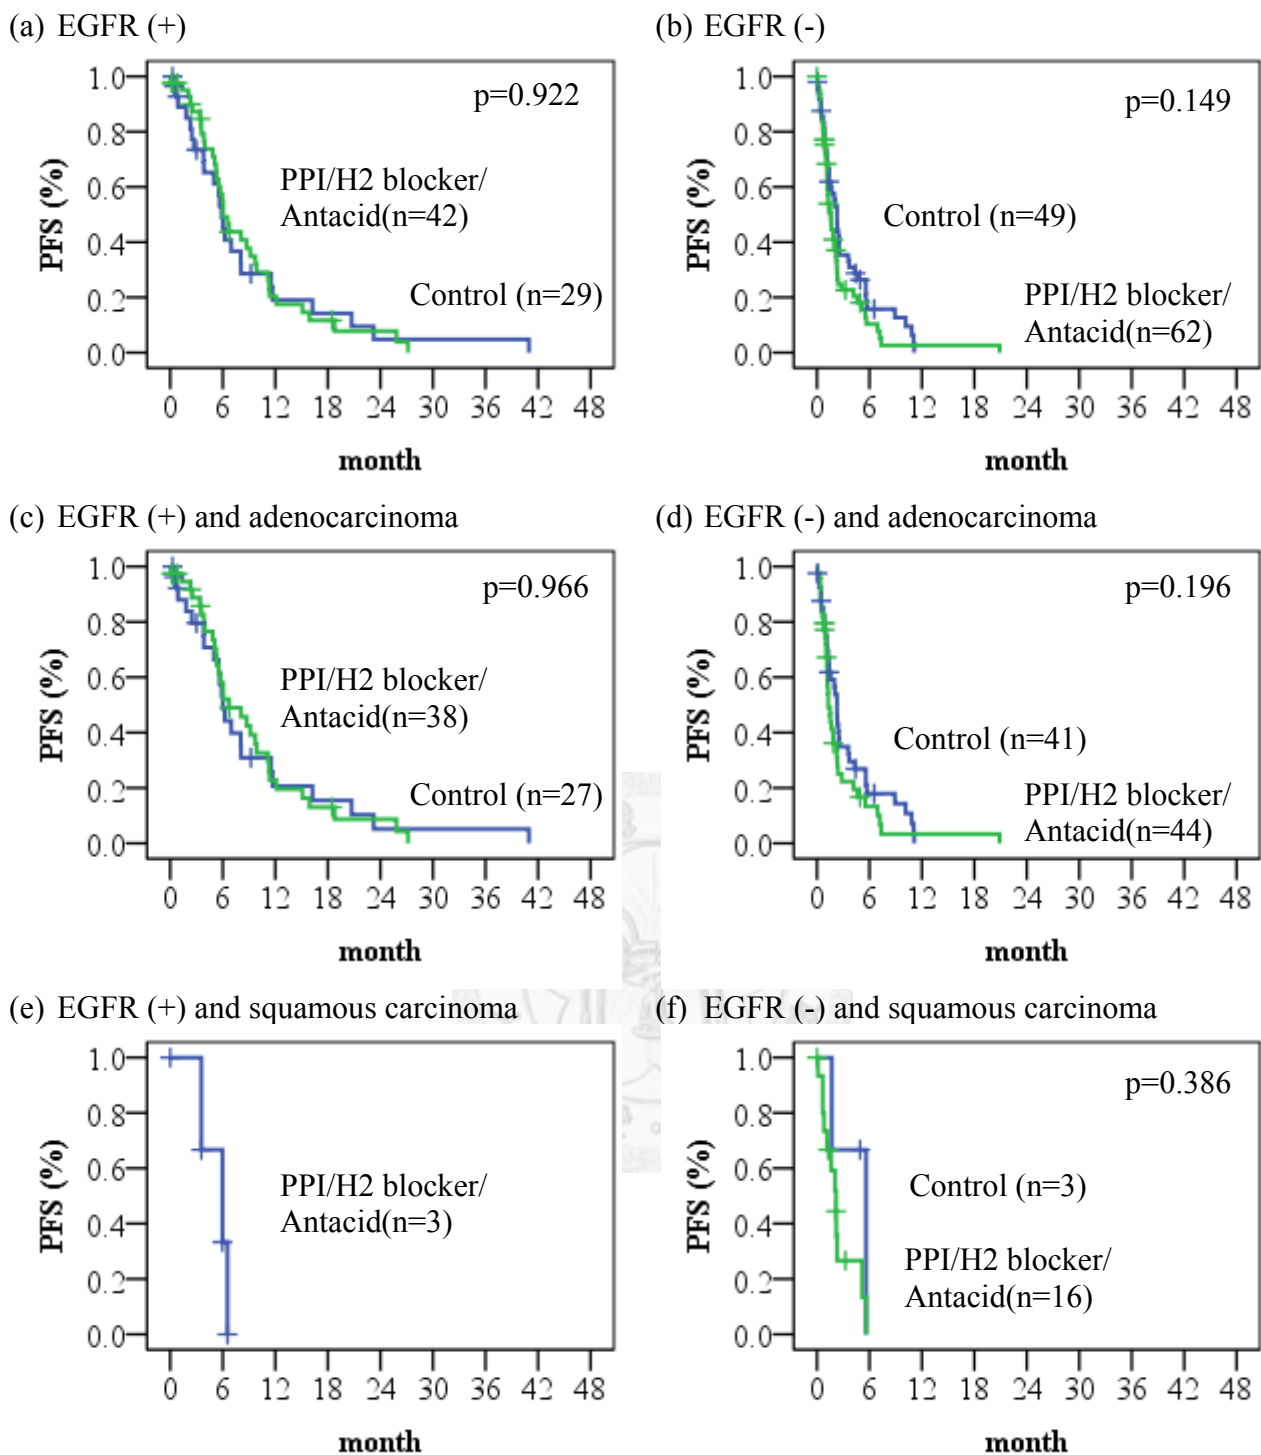 (a) EGFR (+)
(b) EGFR (-)
1.0
0.8
0.6
0.4
0.2
0.0
PFS (%)
p=0.922
PPI/H2 blocker/
Antacid(n=42)
Control (n=29)
0 6 12 18 24 30 36 42 48
month
1.0
0.8
0.6
0.4
0.2
0.0
PFS (%)
p=0.149
Control (n=49)
PPI/H2 blocker/
Antacid(n=62)
0 6 12 18 24 30 36 42 48
month
(c) EGFR (+) and adenocarcinoma
(d) EGFR (-) and adenocarcinoma
1.0
0.8
0.6
0.4
0.2
0.0
PFS (%)
p=0.966
PPI/H2 blocker/
Antacid(n=38)
Control (n=27)
0 6 12 18 24 30 36 42 48
month
1.0
0.8
0.6
0.4
0.2
0.0
PFS (%)
p=0.196
Control (n=41)
PPI/H2 blocker/
Antacid(n=44)
0 6 12 18 24 30 36 42 48
month
(e) EGFR (+) and squamous carcinoma
(f) EGFR (-) and squamous carcinoma
1.0
0.8
0.6
0.4
0.2
0.0
PFS (%)
PPI/H2 blocker/
Antacid(n=3)
0 6 12 18 24 30 36 42 48
month
1.0
0.8
0.6
0.4
0.2
0.0
PFS (%)
p=0.386
Control (n=3)
PPI/H2 blocker/
Antacid(n=16)
0 6 12 18 24 30 36 42 48
month